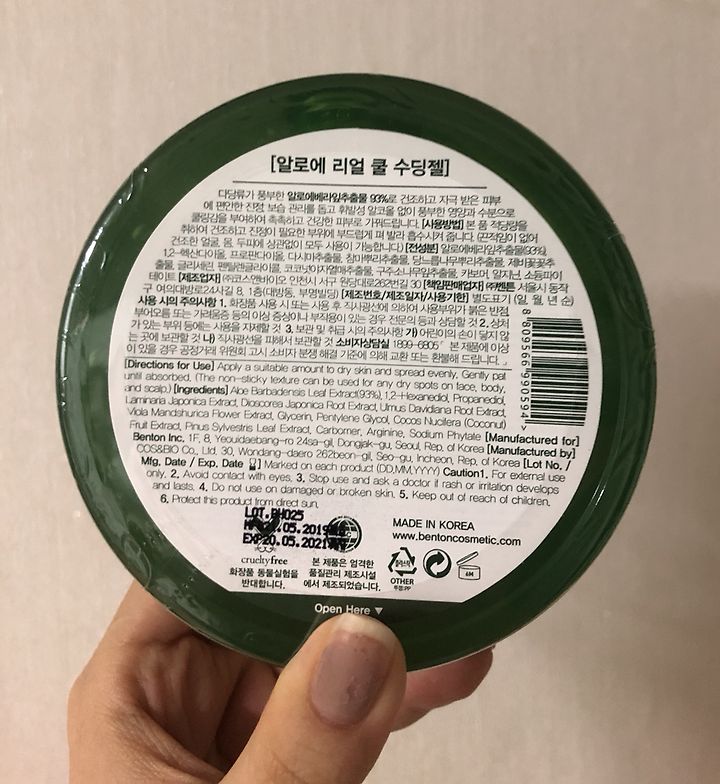 [알로에 리얼 쿨 수딩젤]
다당류가 풍부한 알로에베라잎추출물 93%로 건조하고 자극 받은 피부
에 편안한 진정 보습 관리를 돕고 휘발성 알코올 없이 풍부한 영양과 수분으로
쿨링감을 부여하여 촉촉하고 건강한 피부로 가꿔드립니다. [사용방법] 본 품 적당량을
취하여 건조하고 진정이 필요한 부위에 부드럽게 펴 발라 흡수시켜 줍니다. (끈적임이 없어
건조한 얼굴, 몸, 두피에 상관없이 모두 사용이 가능합니다.) [전성분] 알로에베라잎추출물(93%),
1,2-헥산다이올, 프로판다이올, 다시마추출물, 참마뿌리추출물, 당느릅나무뿌리추출물, 제비꽃꽃추
출물, 글리세린, 펜틸렌글라이콜, 코코넛야자열매추출물, 구주소나무잎추출물, 카보머, 알지닌, 소듐파이
테이트 [제조업자] ㈜코스앤바이오 인천시 서구 원당대로262번길 30 [책임판매업자] ㈜벤튼 서울시 동작
구 여의대방로24사길 8, 1층(대방동, 부명빌딩) [제조번호/제조일자/사용기한] 별도표기 (일, 월, 년 순)
사용 시의 주의사항 1. 화장품 사용 시 또는 사용 후 직사광선에 의하여 사용부위가 붉은 반점
부어오름 또는 가려움증 등의 이상 증상이나 부작용이 있는 경우 전문의 등과 상담할 것 2. 상처
가 있는 부위 등에는 사용을 자제할 것 3. 보관 및 취급 시의 주의사항 가) 어린이의 손이 닿지 않
는 곳에 보관할 것 나) 직사광선을 피해서 보관할 것 소비자상담실 1899-6805 본 제품에 이상
이 있을 경우 공정거래 위원회 고시 소비자 분쟁 해결 기준에 의해 교환 또는 환불해 드립니다.
8 809566 990594 >
[Directions for Use] Apply a suitable amount to dry skin and spread evenly. Gently pat
until absorbed. (The non-sticky texture can be used for any dry spots on face, body,
and scalp.) [Ingredients] Aloe Barbadensis Leaf Extract(93%), 1,2-Hexanediol, Propanediol,
Laminaria Japonica Extract, Dioscorea Japonica Root Extract, Ulmus Davidiana Root Extract,
Viola Mandshurica Flower Extract, Glycerin, Pentylene Glycol, Cocos Nucifera (Coconut)
Fruit Extract, Pinus Sylvestris Leaf Extract, Carbomer, Arginine, Sodium Phytate [Manufactured for]
Benton Inc. 1F, 8, Yeouidaebang-ro 24sa-gil, Dongjak-gu, Seoul, Rep. of Korea [Manufactured by]
COS&BIO Co., Ltd. 30, Wondang-daero 262beon-gil, Seo-gu, Incheon, Rep. of Korea [Lot No. /
Mfg. Date / Exp. Date] Marked on each product (DD,MM,YYYY) Caution1. For external use
only. 2. Avoid contact with eyes. 3. Stop use and ask a doctor if rash or irritation develops
and lasts. 4. Do not use on damaged or broken skin. 5. Keep out of reach of children.
6. Protect this product from direct sun.
LOT.BH025
.05.2019
EXP20.05.2021
MADE IN KOREA
www.bentoncosmetic.com
crueltyfree
화장품 동물실험을
반대합니다.
본 제품은 엄격한
품질관리 제조시설
에서 제조되었습니다.
플라스틱
OTHER
뚜껑:PP
6M
Open Here ▼